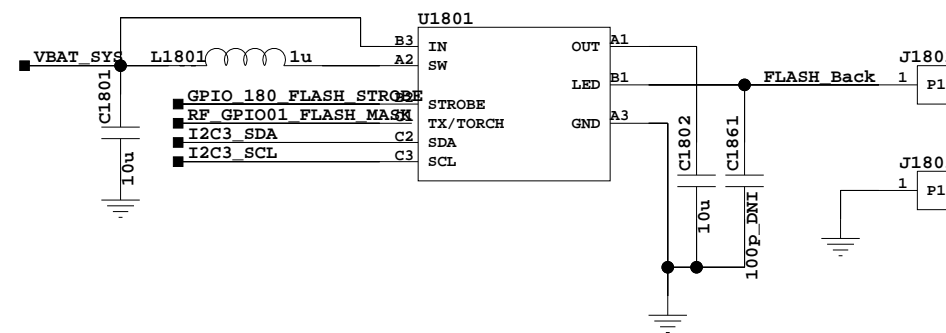 U1801
B3 IN OUT A1
VBAT_SYS L1801 1u A2 SW
LED B1 FLASH_Back 1 P1
J180
C1801
10u
GPIO_180_FLASH_STROBE B2 STROBE
RF_GPIO01_FLASH_MASK C1 TX/TORCH GND A3
I2C3_SDA C2 SDA
I2C3_SCL C3 SCL
C1802
10u
C1861
100p_DNI
J180
1 P1